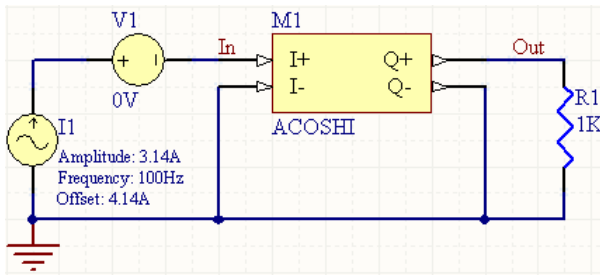 V1
+ -
0V
In
M1
I+
I-
Q+
Q-
ACOSHI
Out
R1
1K
I1
Amplitude: 3.14A
Frequency: 100Hz
Offset: 4.14A